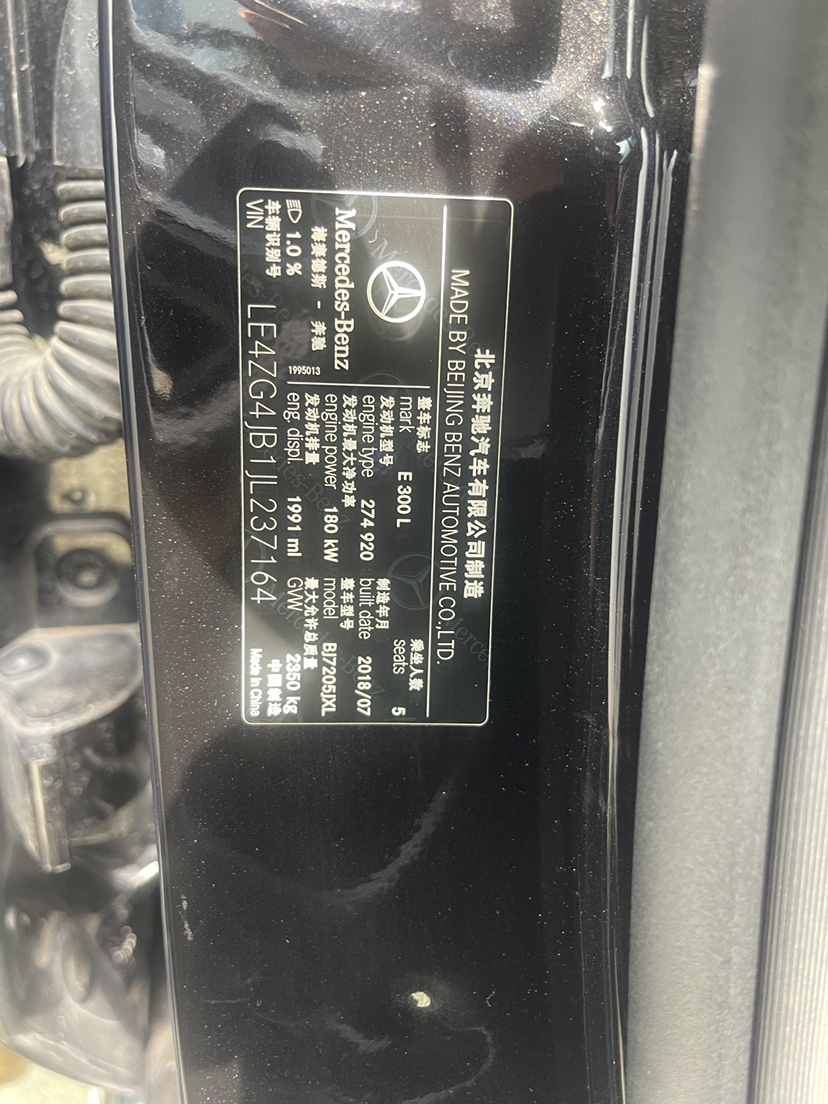 北京奔驰汽车有限公司制造
MADE BY BEIJING BENZ AUTOMOTIVE CO.,LTD.
Mercedes-Benz
梅赛德斯 - 奔驰
1995013
整车标志
mark E 300 L
乘坐人数
seats 5
发动机型号
engine type 274 920
制造年月
built date 2018/07
发动机最大净功率
engine power 180 kW
整车型号
model BJ7205JXL
发动机排量
eng. displ. 1991 ml
最大允许总质量
GVW 2350 kg
1.0 %
车辆识别号
VIN LE4ZG4JB1JL237164
中国制造
Made in China